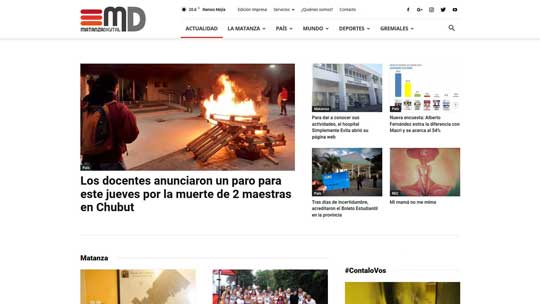 MD
MATANZADIGITAL
20.6 C Ramos Mejia
Edición Impresa
Servicios
¿Quiénes somos?
Contacto
ACTUALIDAD
LA MATANZA
PAÍS
MUNDO
DEPORTES
GREMIALES
País
Los docentes anunciaron un paro para
este jueves por la muerte de 2 maestras
en Chubut
Matanza
Para dar a conocer sus
actividades, el hospital
Simplemente Evita abrió su
página web
País
Nueva encuesta: Alberto
Fernández estira la diferencia con
Macri y se acerca al 54%
País
Tras días de incertidumbre,
acreditaron el Boleto Estudiantil
en la provincia
REC
Mi mamá no me mima
Matanza
#ContaloVos